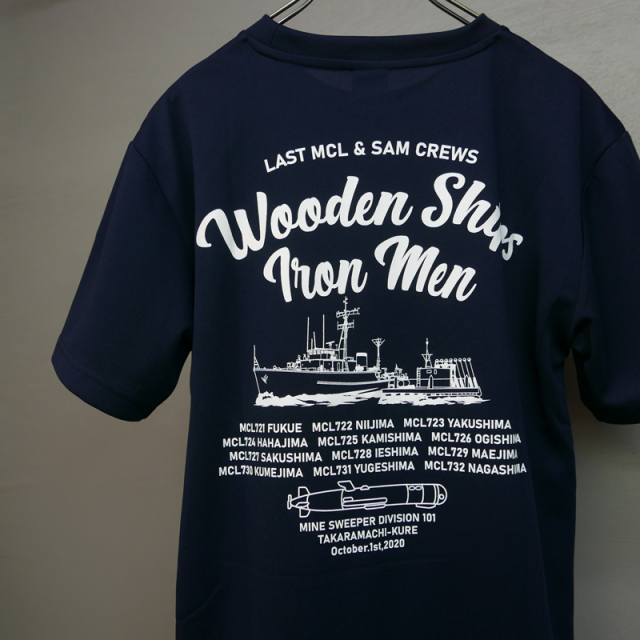 LAST MCL & SAM CREWS
Wooden Ships
Iron Men
MCL721 FUKUE MCL722 NIIJIMA MCL723 YAKUSHIMA
MCL724 HAHAJIMA MCL725 KAMISHIMA MCL726 OGISHIMA
MCL727 SAKUSHIMA MCL728 IESHIMA MCL729 MAEJIMA
MCL730 KUMEJIMA MCL731 YUGESHIMA MCL732 NAGASHIMA
MINE SWEEPER DIVISION 101
TAKARAMACHI-KURE
October.1st,2020